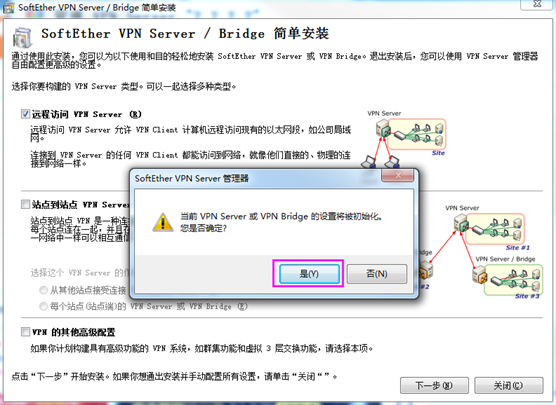 SoftEther VPN Server / Bridge 简单安装
SoftEther VPN Server / Bridge 简单安装
通过使用此安装，您可以为以下使用和目的轻松地安装 SoftEther VPN Server 或 VPN Bridge。退出安装后，您可以使用 VPN Server 管理器
自由配置更高级的设置。
选择你要构建的 VPN Server 类型。可以一起选择多种类型。
远程访问 VPN Server (R)
远程访问 VPN Server 允许 VPN Client 计算机远程访问现有的以太网段，如公司局域
网。
连接到 VPN Server 的任何 VPN Client 都能访问到网络，就像他们直接的、物理的连
接到网络一样。
VPN Server
Site
SoftEther VPN Server 管理器
当前 VPN Server 或 VPN Bridge 的设置将被初始化。
您是否确定?
是(Y)
否(N)
站点到站点 VPN Serve
站点到站点 VPN 是一种连
每个站点连在一起，并且在
一网络中一样可以相互通信
选择这个 VPN Server 的
从其他站点接受连接
每个站点(站点端)的 VPN Server 或 VPN Bridge (E)
VPN Server
Site #1
#2
VPN Server / Bridge
Site #3
VPN 的其他高级配置
如果你计划构建具有高级功能的 VPN 系统，如群集功能和虚拟 3 层交换功能，请选择本项。
点击“下一步”开始安装。如果你想通出安装并手动配置所有设置，请单击“关闭“”。
下一步(N)
关闭(C)